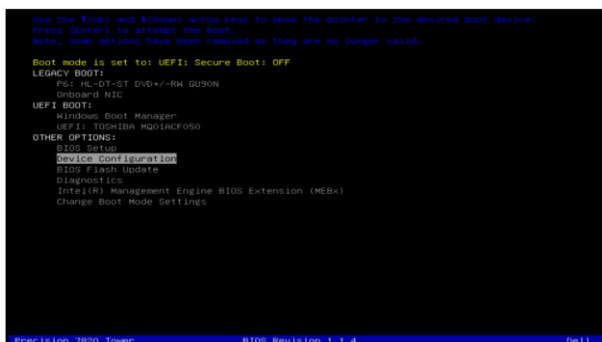 Use the ↑(Up) and ↓(Down) arrow keys to move the pointer to the desired boot device.
Press [Enter] to attempt the boot.
Note: some options have been removed as they are no longer valid.
Boot mode is set to: UEFI; Secure Boot: OFF
LEGACY BOOT:
P6: HL-DT-ST DVD+/-RW GU90N
Onboard NIC
UEFI BOOT:
Windows Boot Manager
UEFI: TOSHIBA MQ01ACF050
OTHER OPTIONS:
BIOS Setup
Device Configuration
BIOS Flash Update
Diagnostics
Intel(R) Management Engine BIOS Extension (MEBx)
Change Boot Mode Settings
Precision 7820 Tower BIOS Revision 1.1.4 Dell